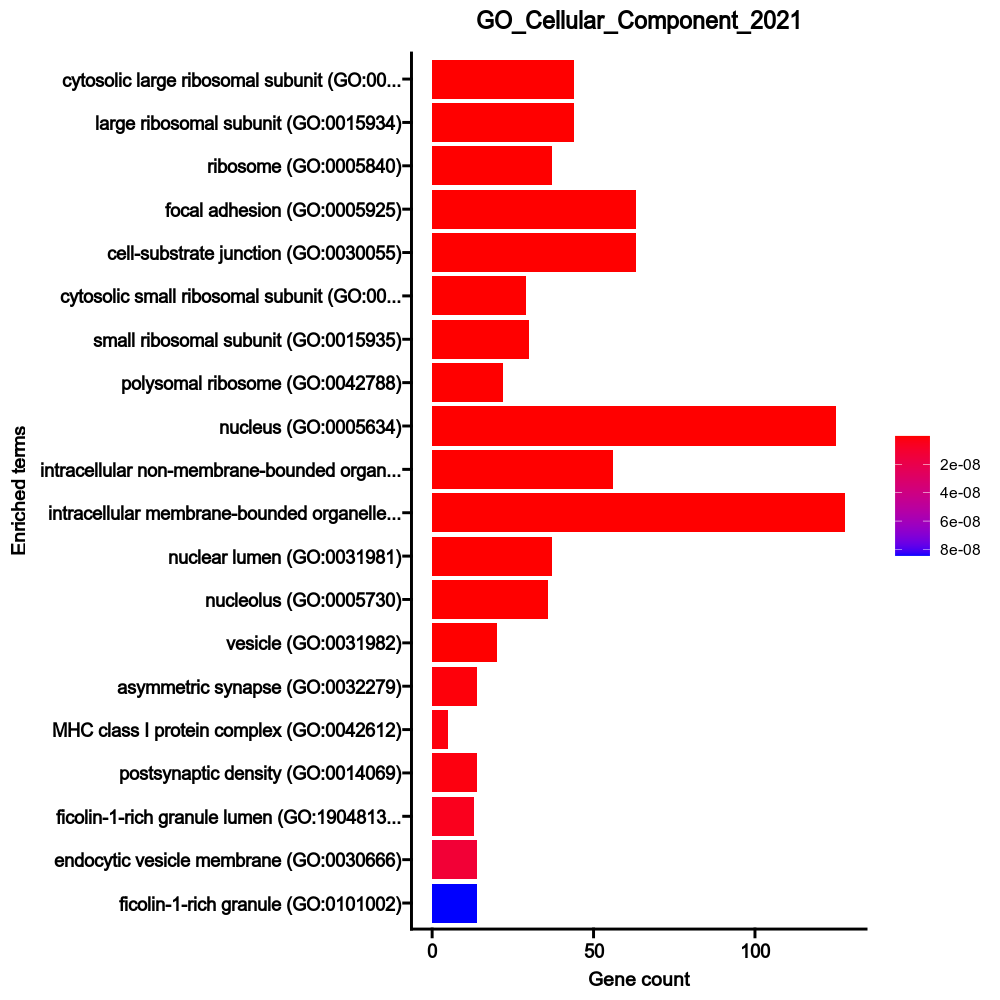 GO_Cellular_Component_2021
cytosolic large ribosomal subunit (GO:00...
large ribosomal subunit (GO:0015934)
ribosome (GO:0005840)
focal adhesion (GO:0005925)
cell-substrate junction (GO:0030055)
cytosolic small ribosomal subunit (GO:00...
small ribosomal subunit (GO:0015935)
polysomal ribosome (GO:0042788)
nucleus (GO:0005634)
intracellular non-membrane-bounded organ...
intracellular membrane-bounded organelle...
nuclear lumen (GO:0031981)
nucleolus (GO:0005730)
vesicle (GO:0031982)
asymmetric synapse (GO:0032279)
MHC class I protein complex (GO:0042612)
postsynaptic density (GO:0014069)
ficolin-1-rich granule lumen (GO:1904813...
endocytic vesicle membrane (GO:0030666)
ficolin-1-rich granule (GO:0101002)
Enriched terms
0 50 100
Gene count
2e-08
4e-08
6e-08
8e-08